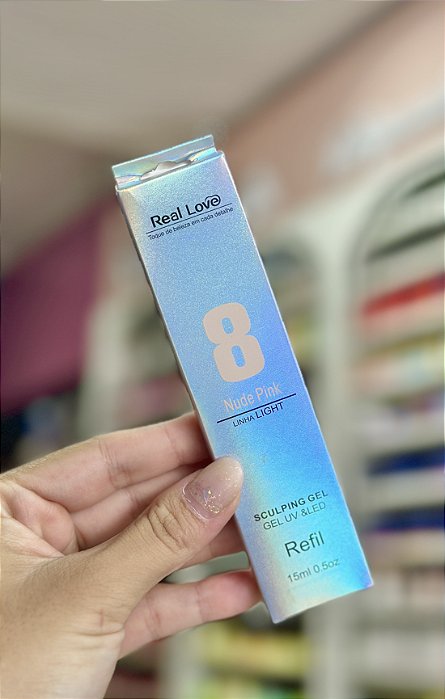 Real Love
Toque de beleza em cada detalhe
8
Nude Pink
LINHA LIGHT
SCULPING GEL
GEL UV &LED
Refil
15ml 0,5oz